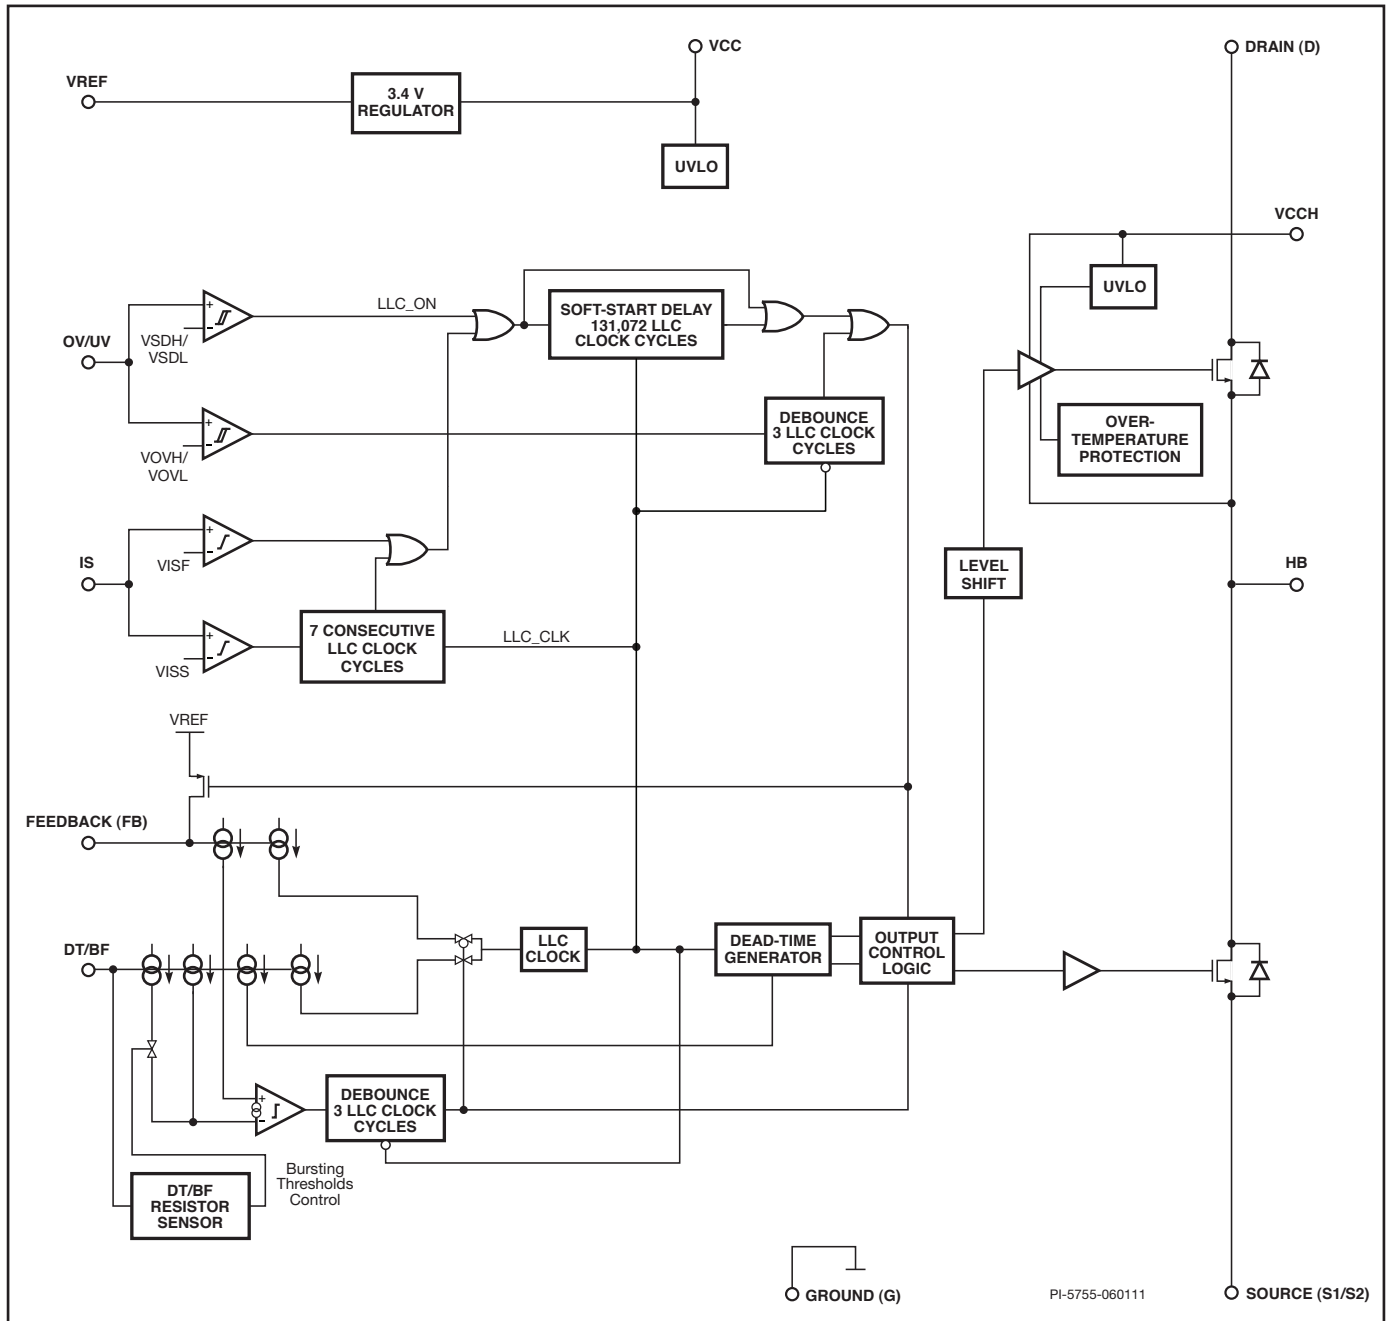 VCC
DRAIN (D)
VREF
3.4 V
REGULATOR
UVLO
VCCH
UVLO
LLC_ON
SOFT-START DELAY
131,072 LLC
CLOCK CYCLES
OV/UV
+
-
VSDH/
VSDL
DEBOUNCE
3 LLC CLOCK
CYCLES
OVER-
TEMPERATURE
PROTECTION
+
-
VOVH/
VOVL
+
-
VISF
IS
LEVEL
SHIFT
HB
7 CONSECUTIVE
LLC CLOCK
CYCLES
LLC_CLK
+
-
VISS
VREF
FEEDBACK (FB)
DT/BF
LLC
CLOCK
DEAD-TIME
GENERATOR
OUTPUT
CONTROL
LOGIC
+
-
DEBOUNCE
3 LLC CLOCK
CYCLES
Bursting
Thresholds
Control
DT/BF
RESISTOR
SENSOR
GROUND (G)
PI-5755-060111
SOURCE (S1/S2)